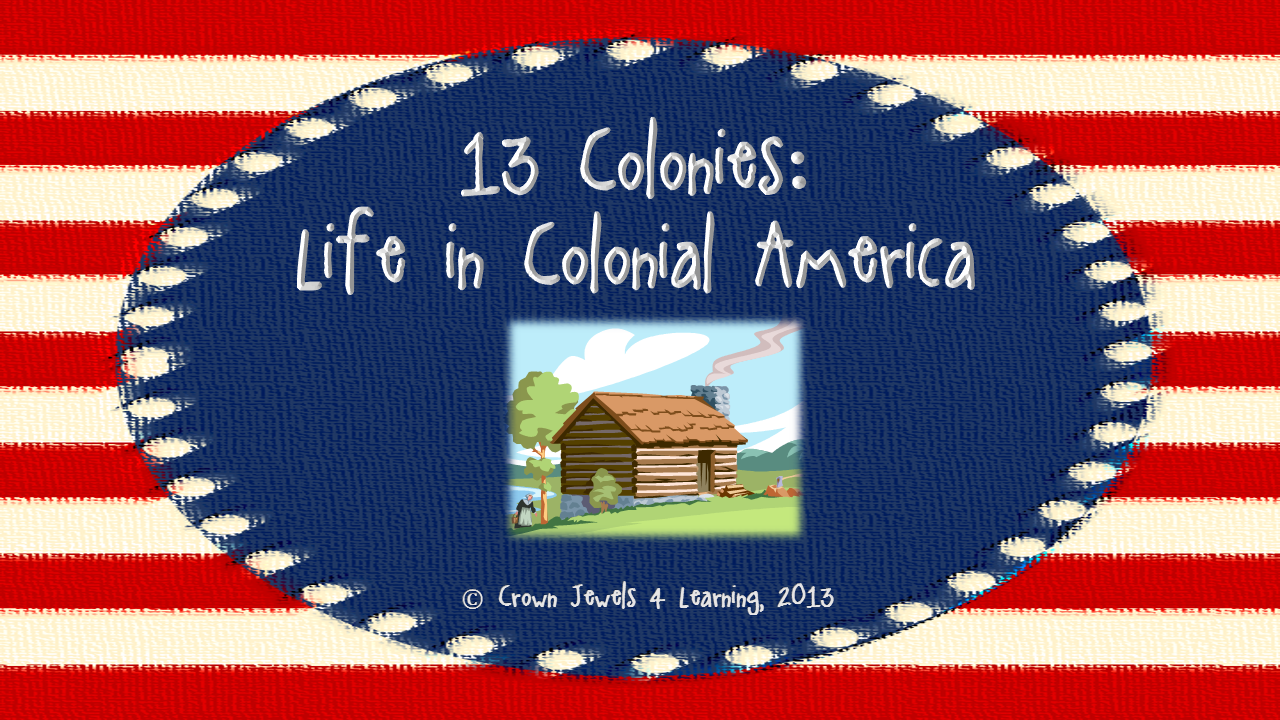 13 Colonies:
Life in Colonial America
© Crown Jewels 4 Learning, 2013